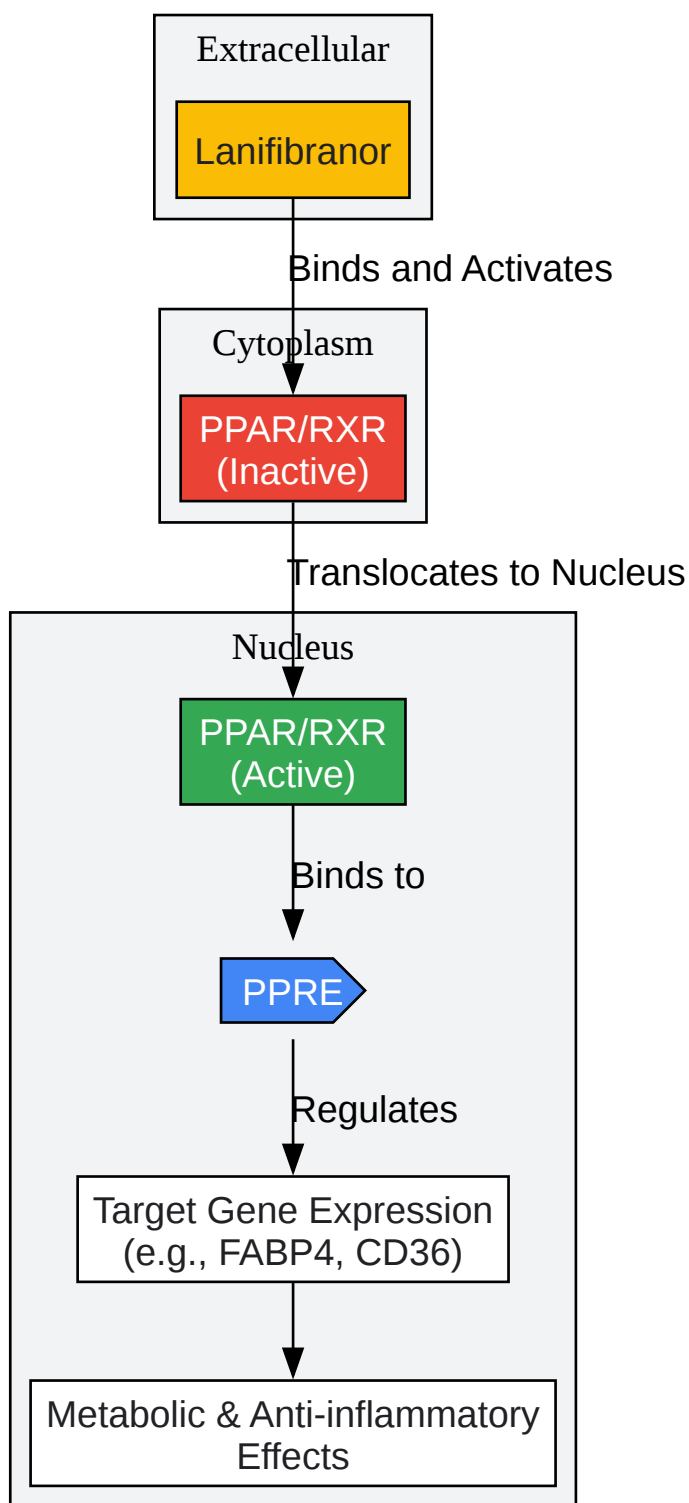 Extracellular
Lanifibranor
Binds and Activates
Cytoplasm
PPAR/RXR
(Inactive)
Translocates to Nucleus
Nucleus
PPAR/RXR
(Active)
Binds to
PPRE
Regulates
Target Gene Expression
(e.g., FABP4, CD36)
Metabolic & Anti-inflammatory
Effects